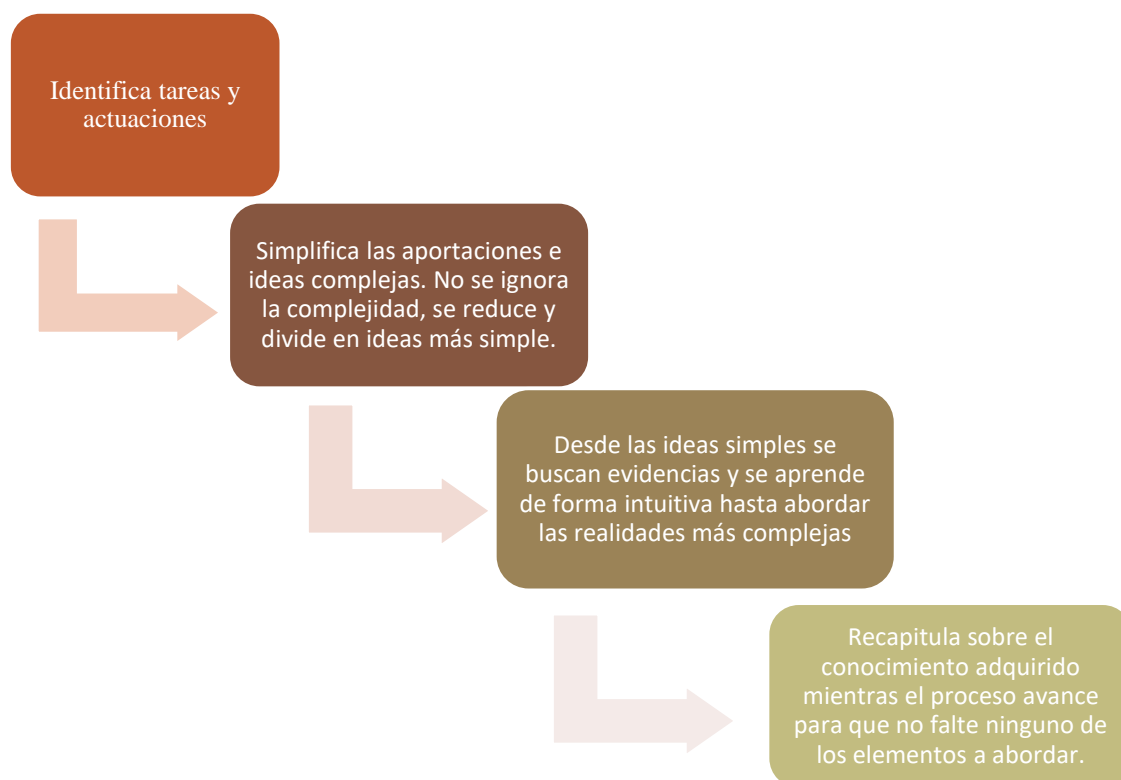 Identifica tareas y
actuaciones
Simplifica las aportaciones e
ideas complejas. No se ignora
la complejidad, se reduce y
divide en ideas más simple.
Desde las ideas simples se
buscan evidencias y se aprende
de forma intuitiva hasta abordar
las realidades más complejas
Recapitula sobre el
conocimiento adquirido
mientras el proceso avance
para que no falte ninguno de
los elementos a abordar.